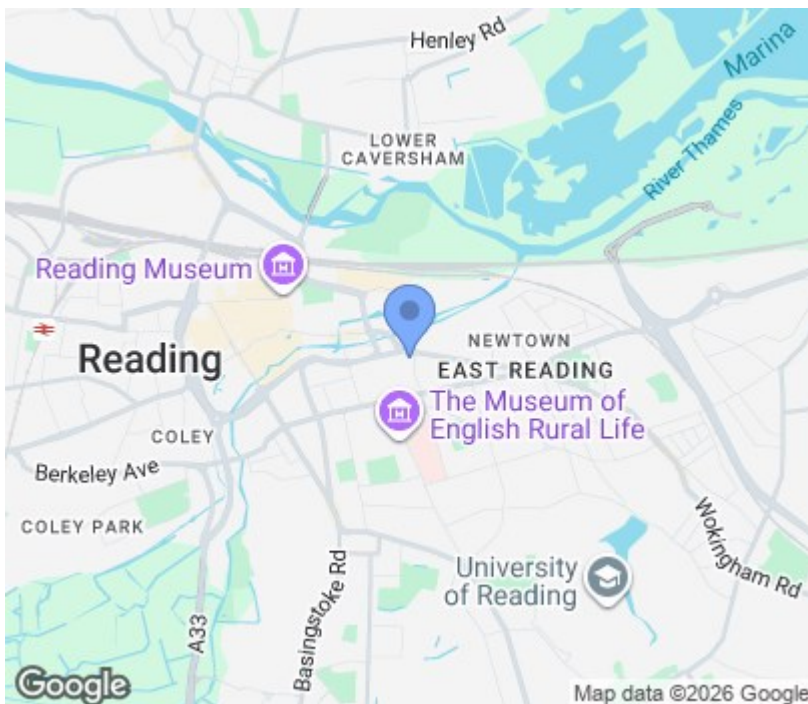 Henley Rd
Marina
LOWER
CAVERSHAM
River Thames
Reading Museum
Reading
NEWTOWN
EAST READING
The Museum of
English Rural Life
COLEY
Berkeley Ave
COLEY PARK
Wokingham Rd
University
of Reading
Basingstoke Rd
A33
Google
Map data ©2026 Google